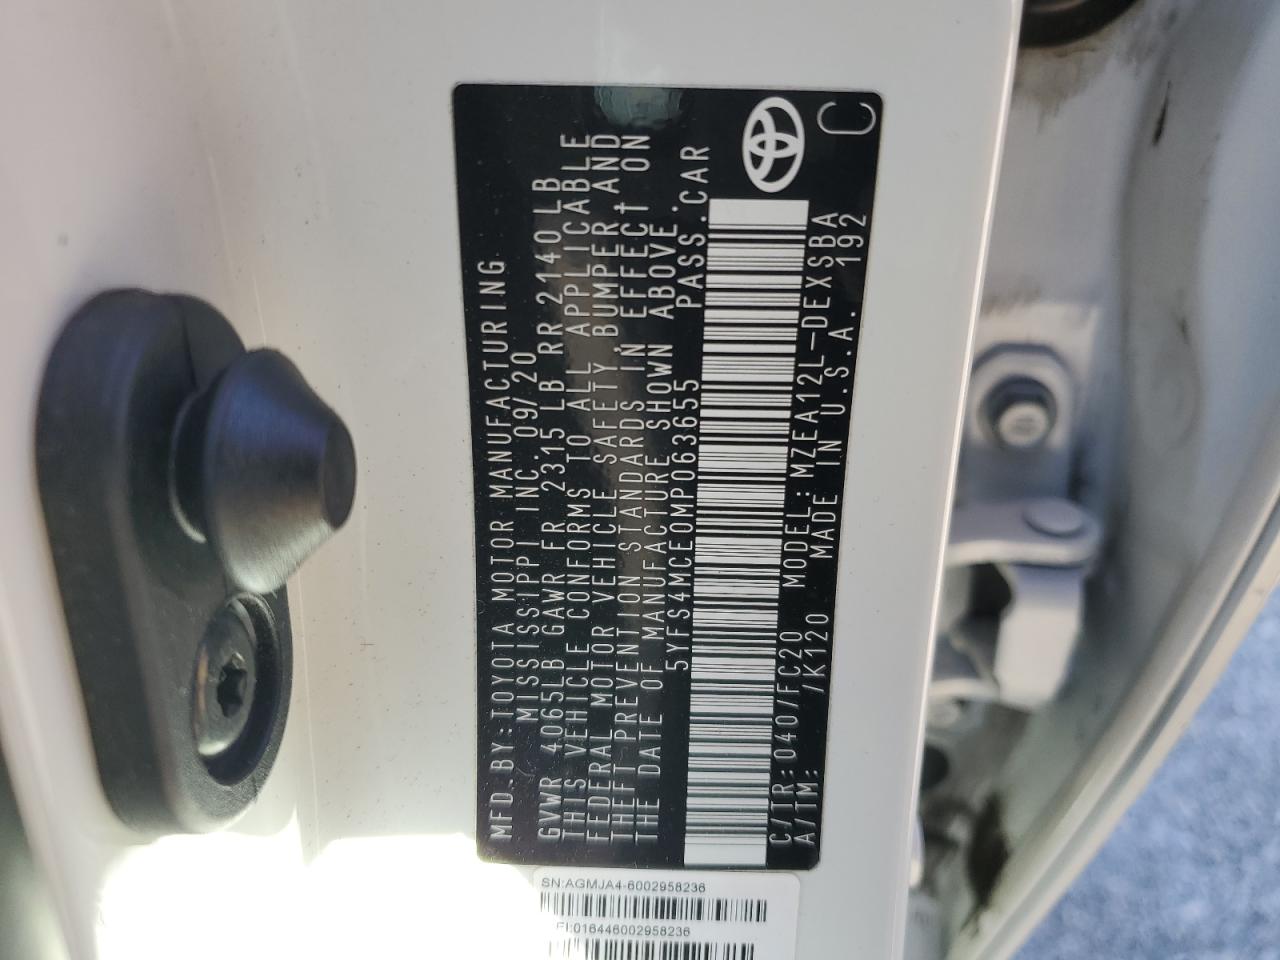 MFD.BY:TOYOTA MOTOR MANUFACTURING
MISSISSIPPI INC 09/20
GVWR 4065LB GAWR FR 2315LB RR 2140LB
THIS VEHICLE CONFORMS TO ALL APPLICABLE
FEDERAL MOTOR VEHICLE SAFETY,BUMPER,AND
THEFT PREVENTION STANDARDS IN EFFECT ON
THE DATE OF MANUFACTURE SHOWN ABOVE.
5YFS4MCE0MP063655 PASS.CAR
C/TR:040/FC20 MODEL:MZEA12L-DEXSBA
A/TM: /K120 MADE IN U.S.A. 192
C
SN:AGMJA4-6002958236
EI:016446002958236